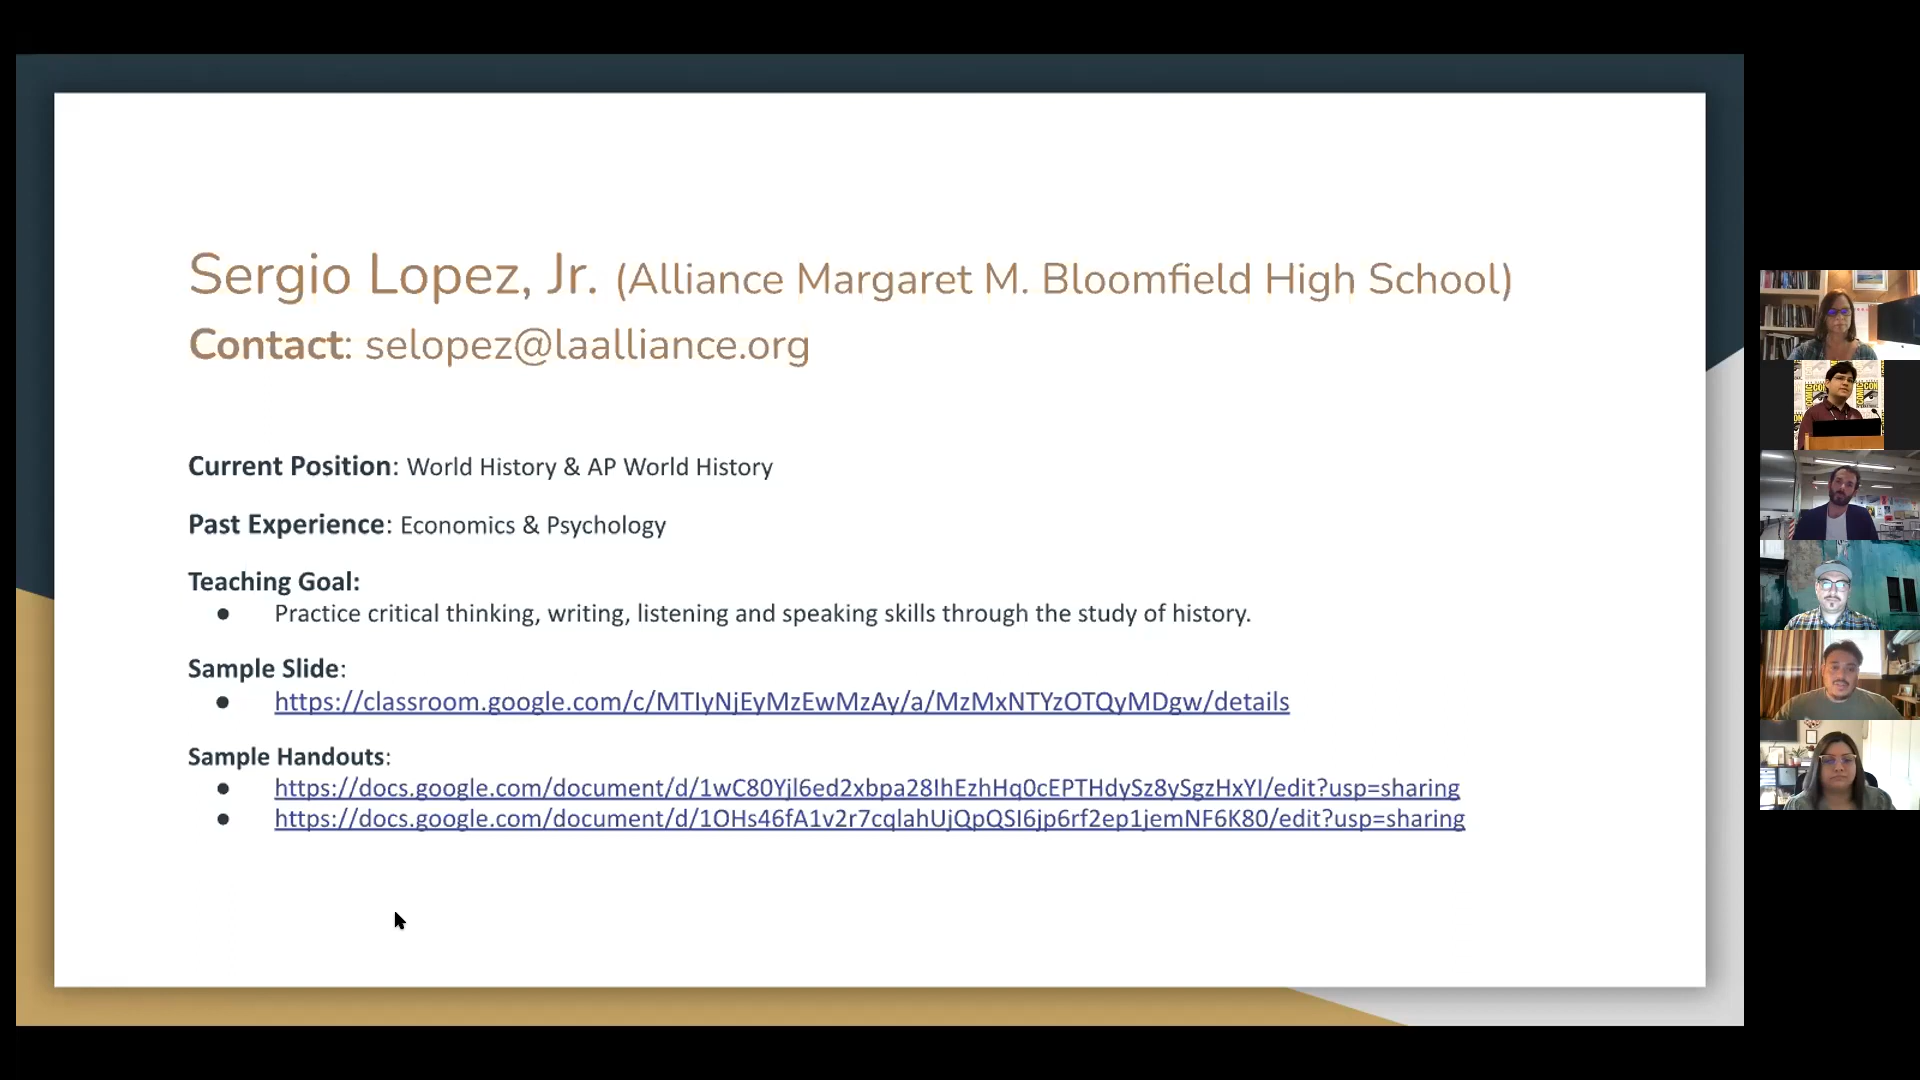 Sergio Lopez, Jr. (Alliance Margaret M. Bloomfield High School)
Contact: selopez@laalliance.org
Current Position: World History & AP World History
Past Experience: Economics & Psychology
Teaching Goal:
● Practice critical thinking, writing, listening and speaking skills through the study of history.
Sample Slide:
● https://classroom.google.com/c/MTIyNjEyMzEwMzAy/a/MzMxNTYzOTQyMDgw/details
Sample Handouts:
● https://docs.google.com/document/d/1wC80Yjl6ed2xbpa28IhEzhHq0cEPTHdySz8ySgzHxYI/edit?usp=sharing
● https://docs.google.com/document/d/1OHs46fA1v2r7cqlahUjQpQSI6jp6rf2ep1jemNF6K80/edit?usp=sharing
COMIC CON